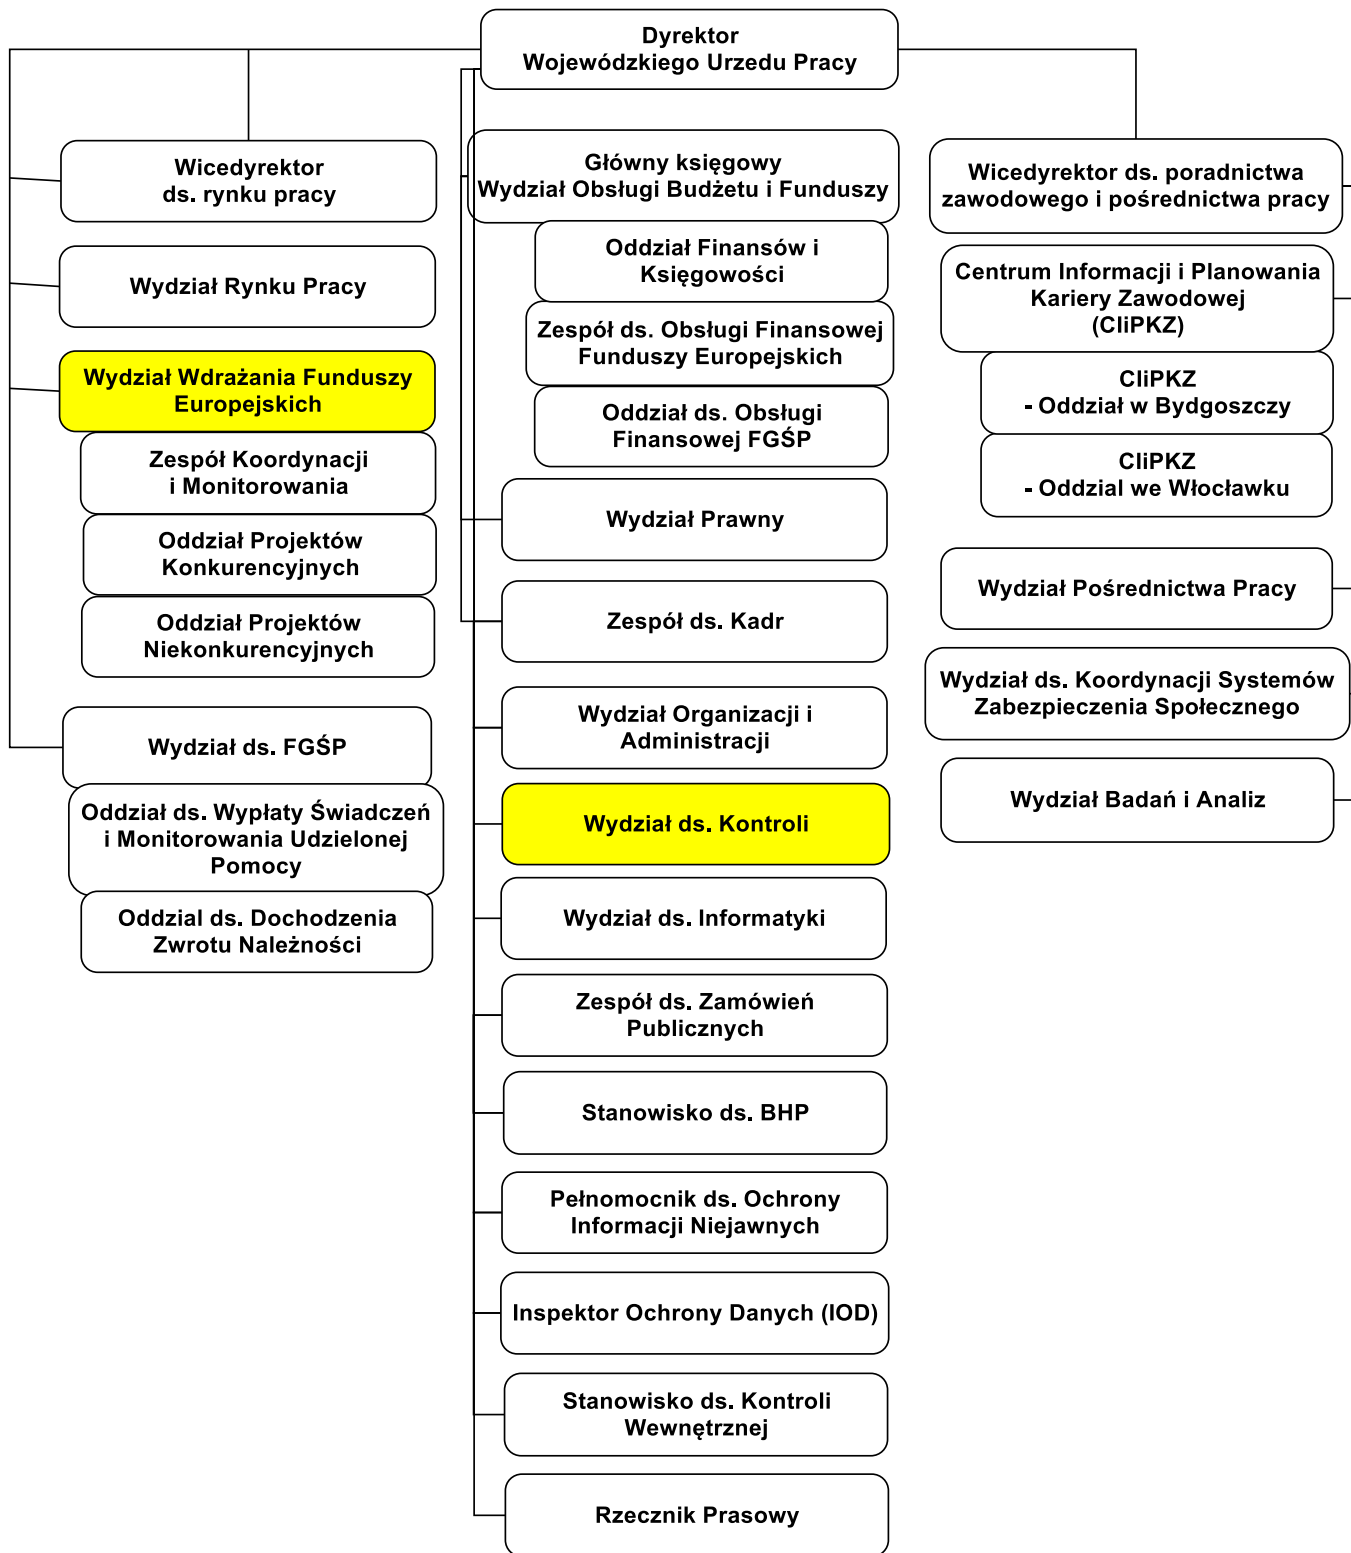 Dyrektor
Wojewódzkiego Urzedu Pracy
Wicedyrektor
ds. rynku pracy
Wydział Rynku Pracy
Wydział Wdrażania Funduszy
Europejskich
Zespół Koordynacji
i Monitorowania
Oddział Projektów
Konkurencyjnych
Oddział Projektów
Niekonkurencyjnych
Wydział ds. FGŚP
Oddział ds. Wypłaty Świadczeń
i Monitorowania Udzielonej
Pomocy
Oddzial ds. Dochodzenia
Zwrotu Należności
Główny księgowy
Wydział Obsługi Budżetu i Funduszy
Oddział Finansów i
Księgowości
Zespół ds. Obsługi Finansowej
Funduszy Europejskich
Oddział ds. Obsługi
Finansowej FGŚP
Wydział Prawny
Zespół ds. Kadr
Wydział Organizacji i
Administracji
Wydział ds. Kontroli
Wydział ds. Informatyki
Zespół ds. Zamówień
Publicznych
Stanowisko ds. BHP
Pełnomocnik ds. Ochrony
Informacji Niejawnych
Inspektor Ochrony Danych (IOD)
Stanowisko ds. Kontroli
Wewnętrznej
Rzecznik Prasowy
Wicedyrektor ds. poradnictwa
zawodowego i pośrednictwa pracy
Centrum Informacji i Planowania
Kariery Zawodowej
(CIiPKZ)
CIiPKZ
- Oddział w Bydgoszczy
CIiPKZ
- Oddzial we Włocławku
Wydział Pośrednictwa Pracy
Wydział ds. Koordynacji Systemów
Zabezpieczenia Społecznego
Wydział Badań i Analiz